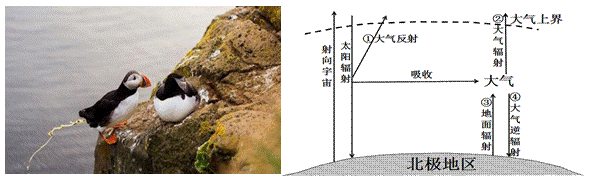 ②大气上界
①大气反射
射向宇宙
太阳辐射
大气辐射
吸收
大气
③地面辐射
④大气逆辐射
北极地区